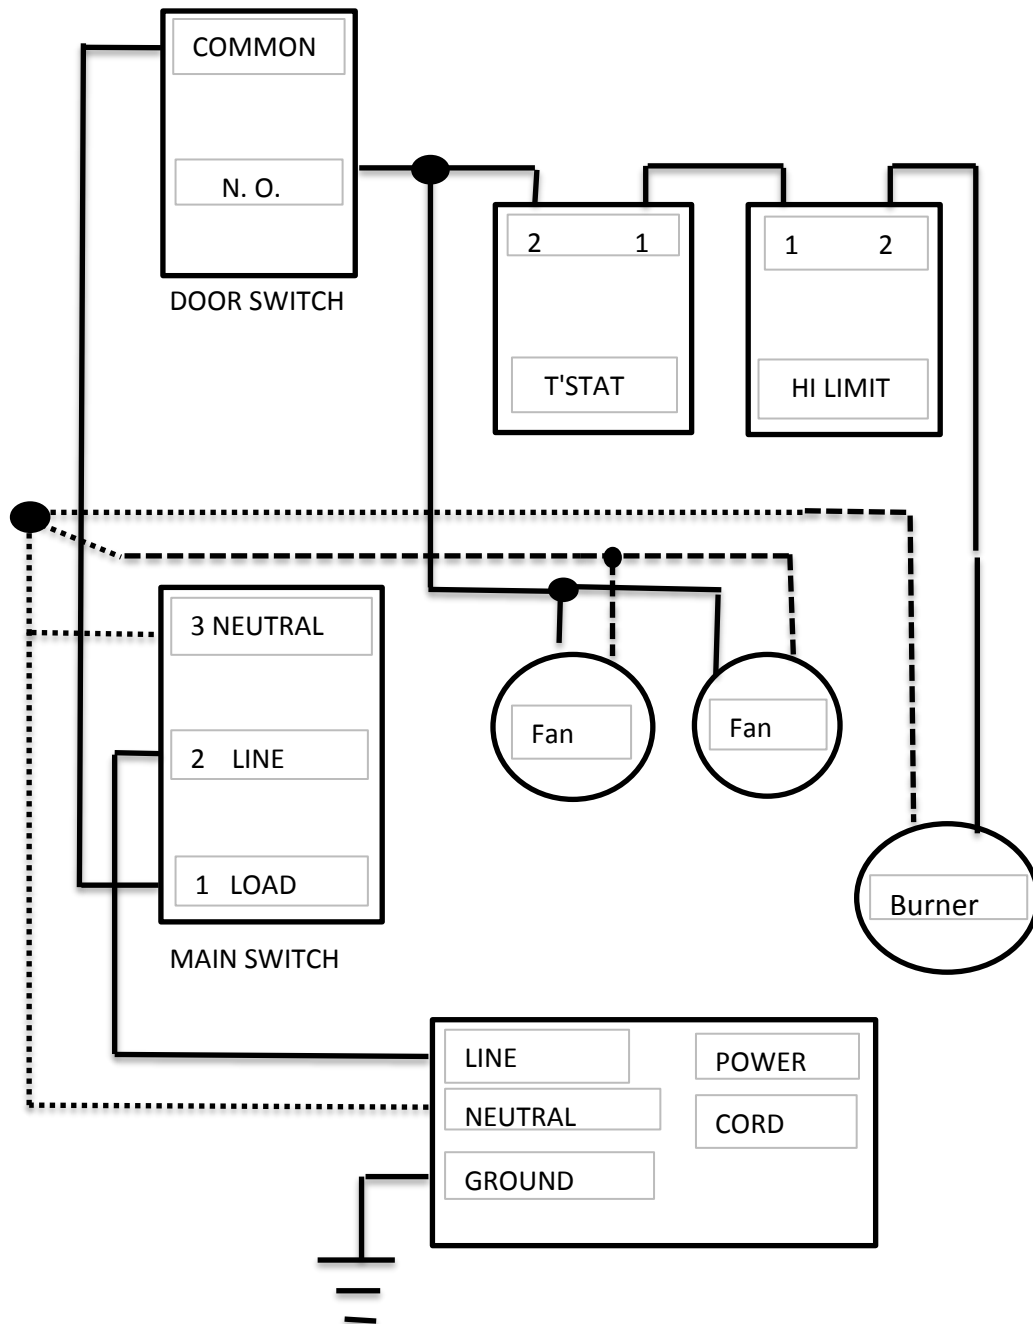 COMMON
N. O.
DOOR SWITCH
2 1
T'STAT
1 2
HI LIMIT
3 NEUTRAL
2 LINE
1 LOAD
MAIN SWITCH
Fan
Fan
Burner
LINE
NEUTRAL
GROUND
POWER
CORD